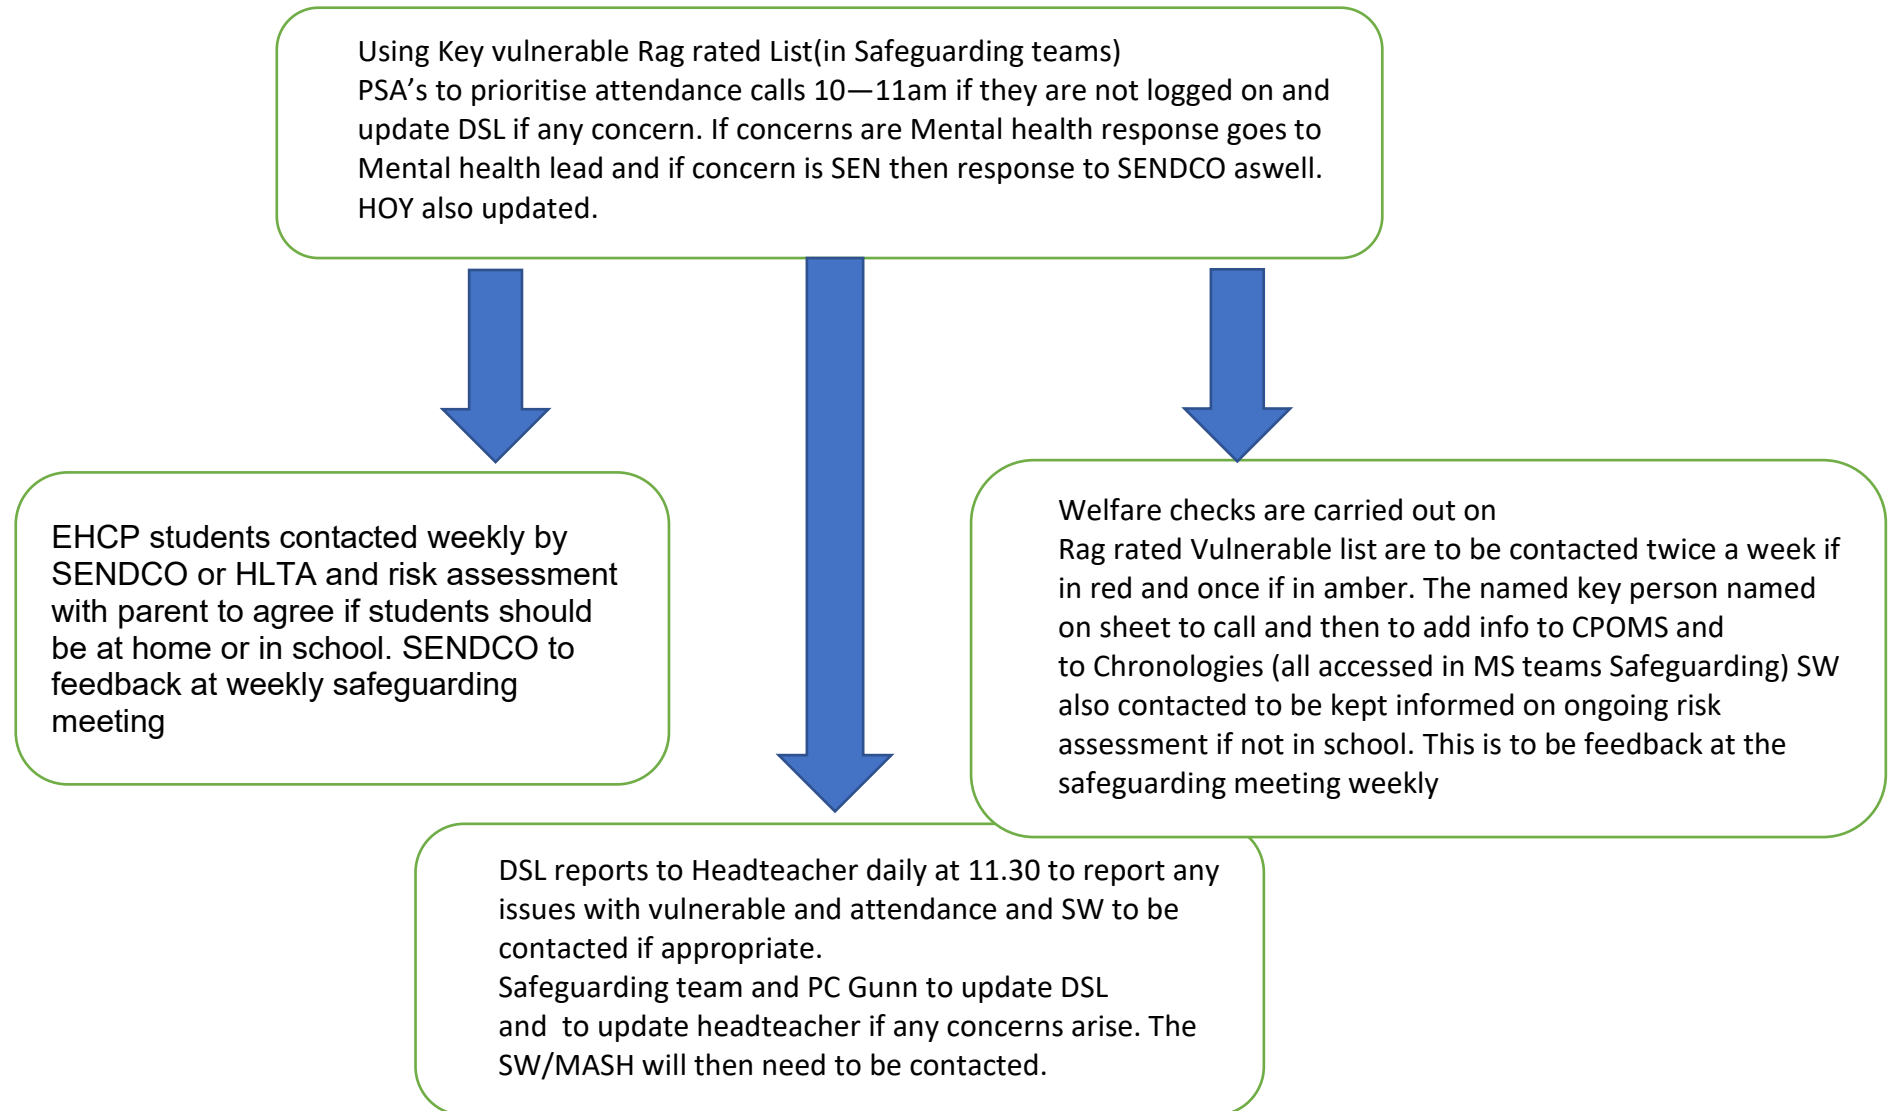 Using Key vulnerable Rag rated List(in Safeguarding teams)
PSA’s to prioritise attendance calls 10—11am if they are not logged on and
update DSL if any concern. If concerns are Mental health response goes to
Mental health lead and if concern is SEN then response to SENDCO aswell.
HOY also updated.
EHCP students contacted weekly by
SENDCO or HLTA and risk assessment
with parent to agree if students should
be at home or in school. SENDCO to
feedback at weekly safeguarding
meeting
Welfare checks are carried out on
Rag rated Vulnerable list are to be contacted twice a week if
in red and once if in amber. The named key person named
on sheet to call and then to add info to CPOMS and
to Chronologies (all accessed in MS teams Safeguarding) SW
also contacted to be kept informed on ongoing risk
assessment if not in school. This is to be feedback at the
safeguarding meeting weekly
DSL reports to Headteacher daily at 11.30 to report any
issues with vulnerable and attendance and SW to be
contacted if appropriate.
Safeguarding team and PC Gunn to update DSL
and  to update headteacher if any concerns arise. The
SW/MASH will then need to be contacted.